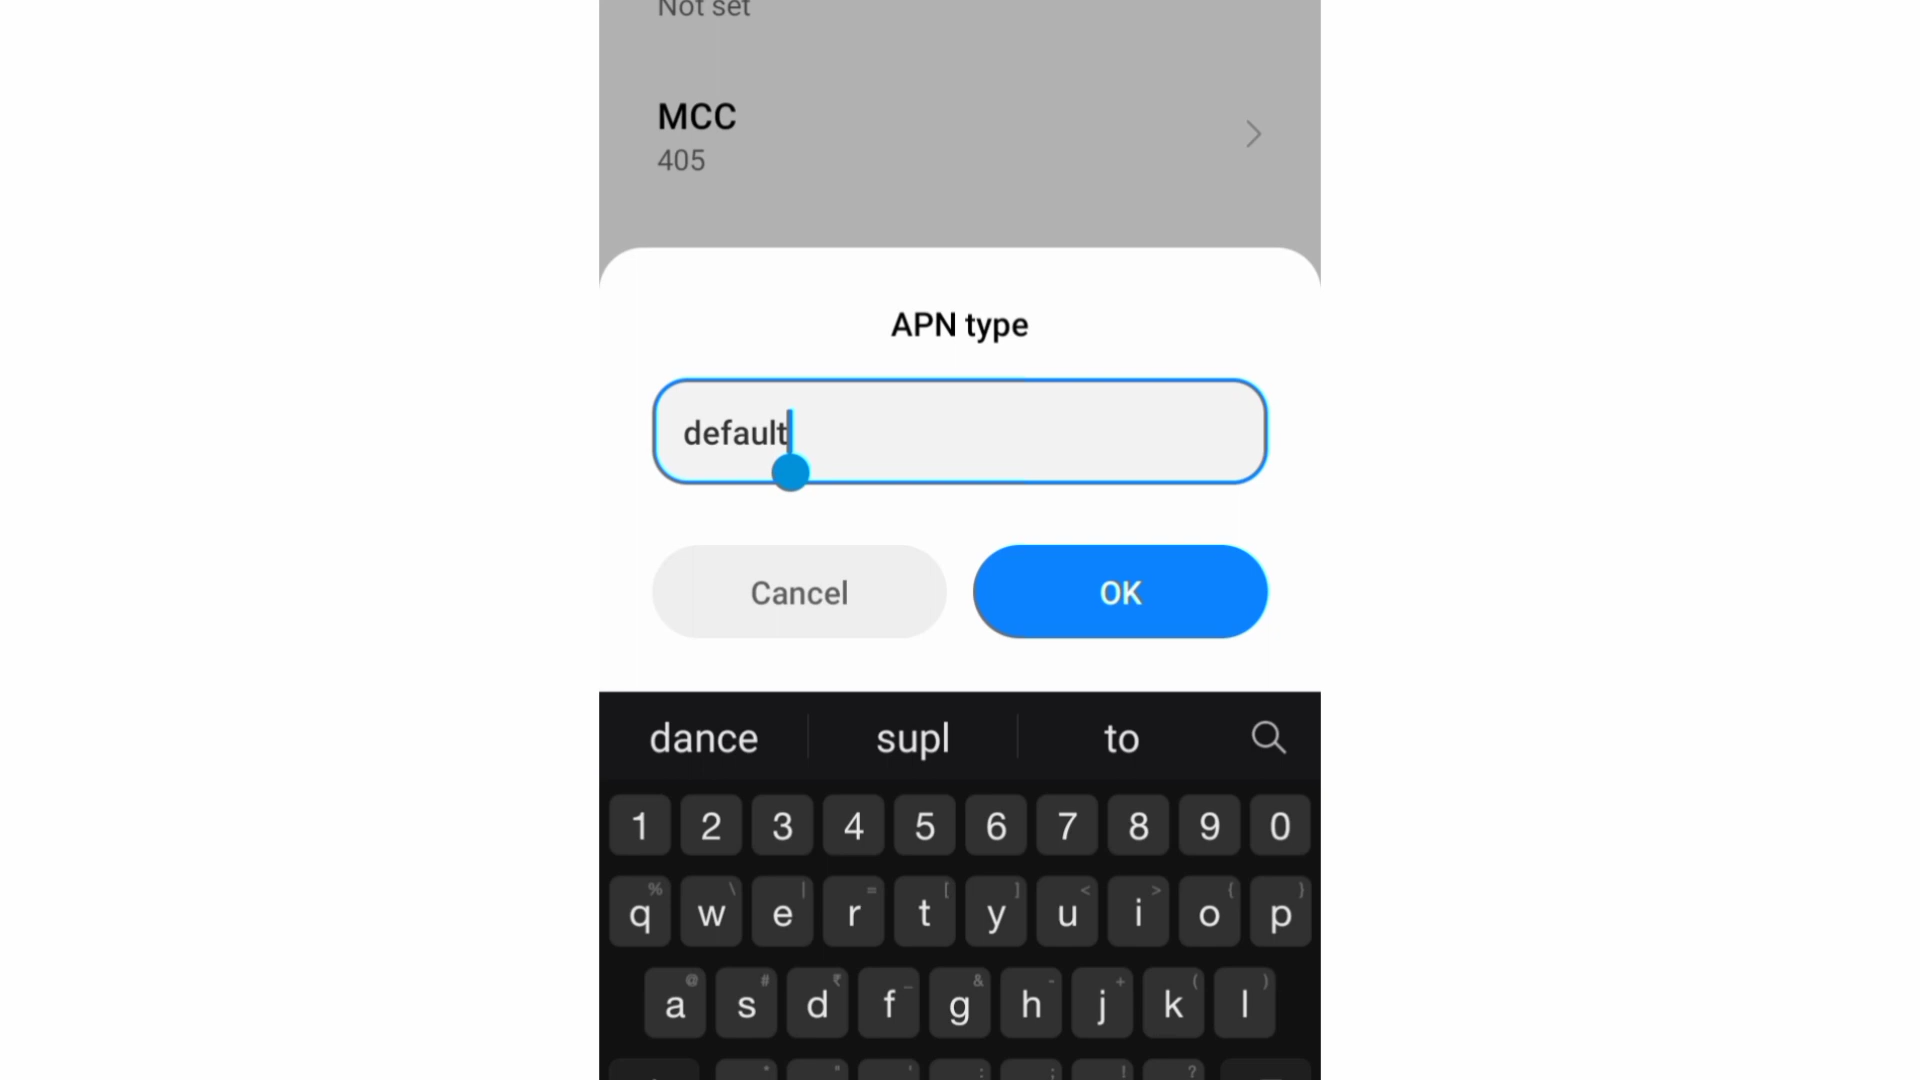 Not set
MCC
405
APN type
default
Cancel OK
dance supl to
1 2 3 4 5 6 7 8 9 0
% \ | = [ ] < > { }
q w e r t y u i o p
@ # ₹ _ & - + ( )
a s d f g h j k l
* " ' : ; ! ?